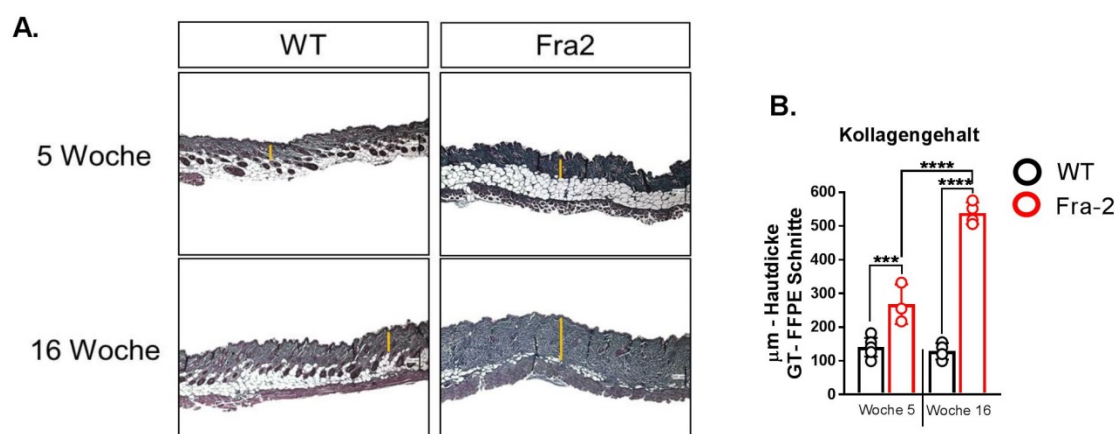 A.
WT
Fra2
5 Woche
16 Woche
B.
Kollagengehalt
WT
Fra-2
µm - Hautdicke
GT- FFPE Schnitte
600
500
400
300
200
100
0
***
****
****
Woche 5
Woche 16